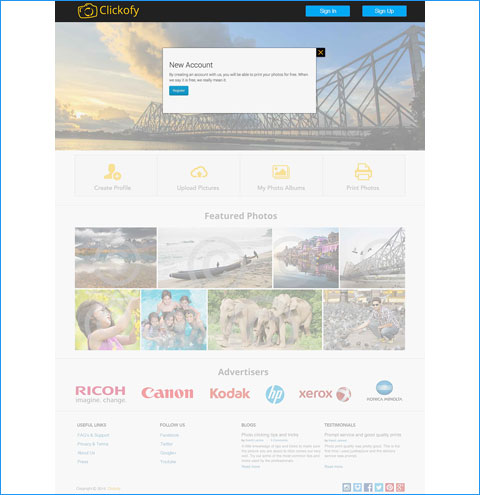 Clickofy
Sign In
Sign Up
New Account
By creating an account with us, you will be able to print your photos for free. When
we say it is free, we really mean it.
Register
Create Profile
Upload Pictures
My Photo Albums
Print Photos
Featured Photos
Advertisers
RICOH
imagine. change.
Canon
Kodak
hp
xerox
KONICA MINOLTA
USEFUL LINKS
FAQ's & Support
Privacy & Terms
About Us
Press
FOLLOW US
Facebook
Twitter
Google+
Youtube
BLOGS
Photo clicking tips and tricks
Read more
TESTIMONIALS
Prompt service and good quality prints
Read more
Copyright © 2014. Clickofy